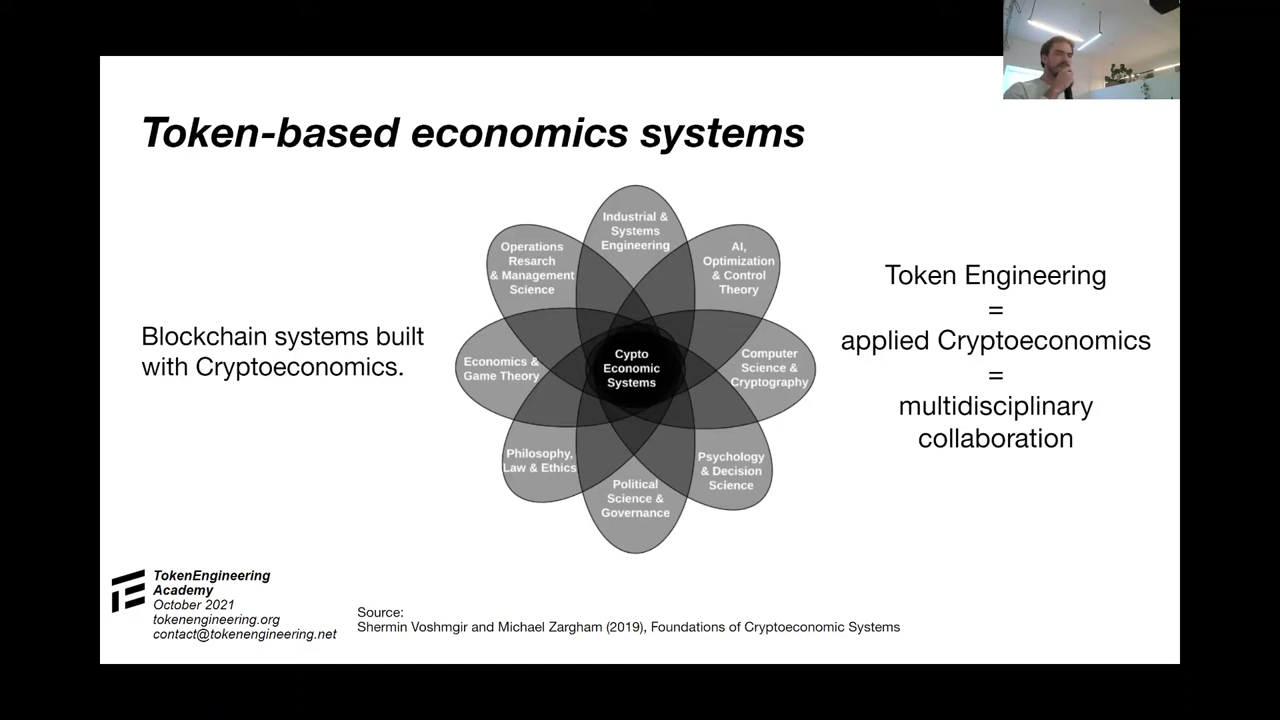 Token-based economics systems
Blockchain systems built
with Cryptoeconomics.
Industrial &
Systems
Engineering
AI,
Optimization
& Control
Theory
Computer
Science &
Cryptography
Psychology
& Decision
Science
Political
Science &
Governance
Philosophy,
Law & Ethics
Economics &
Game Theory
Operations
Resarch
& Management
Science
Cypto
Economic
Systems
Token Engineering
=
applied Cryptoeconomics
=
multidisciplinary
collaboration
TokenEngineering
Academy
October 2021
tokenengineering.org
contact@tokenengineering.net
Source:
Shermin Voshmgir and Michael Zargham (2019), Foundations of Cryptoeconomic Systems